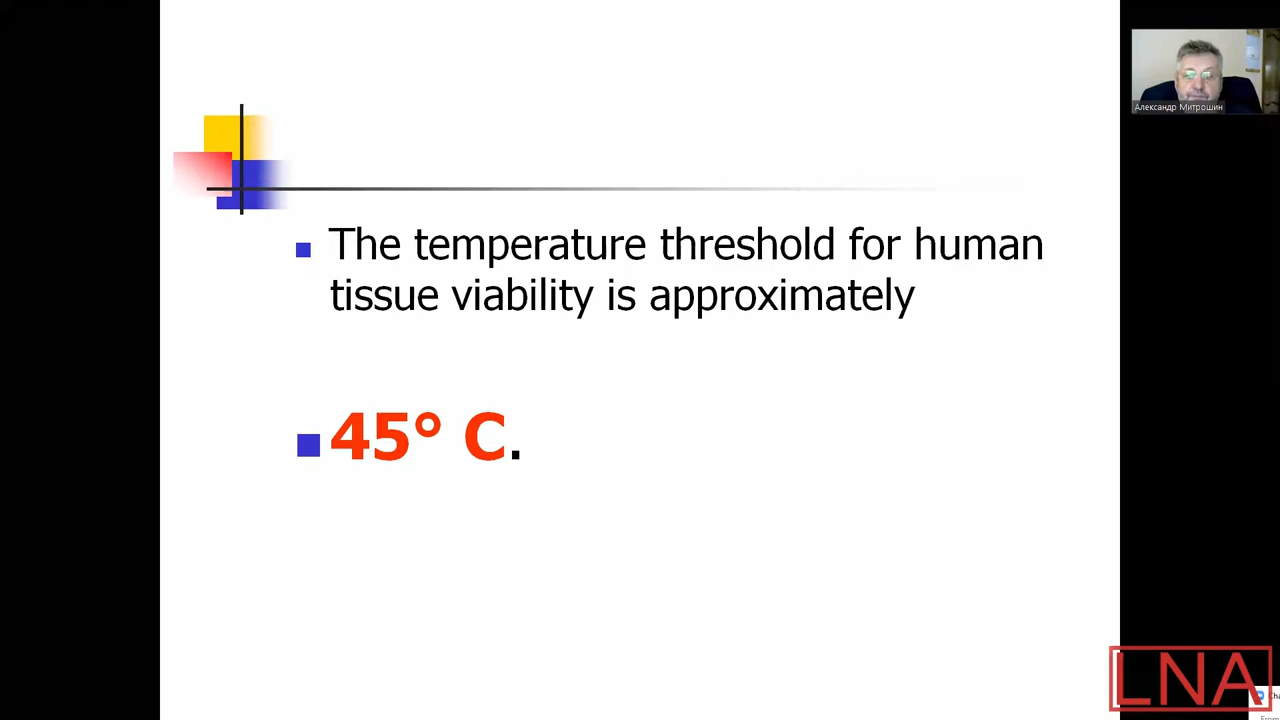 Александр Митрошин
The temperature threshold for human
tissue viability is approximately
45° C.
LNA